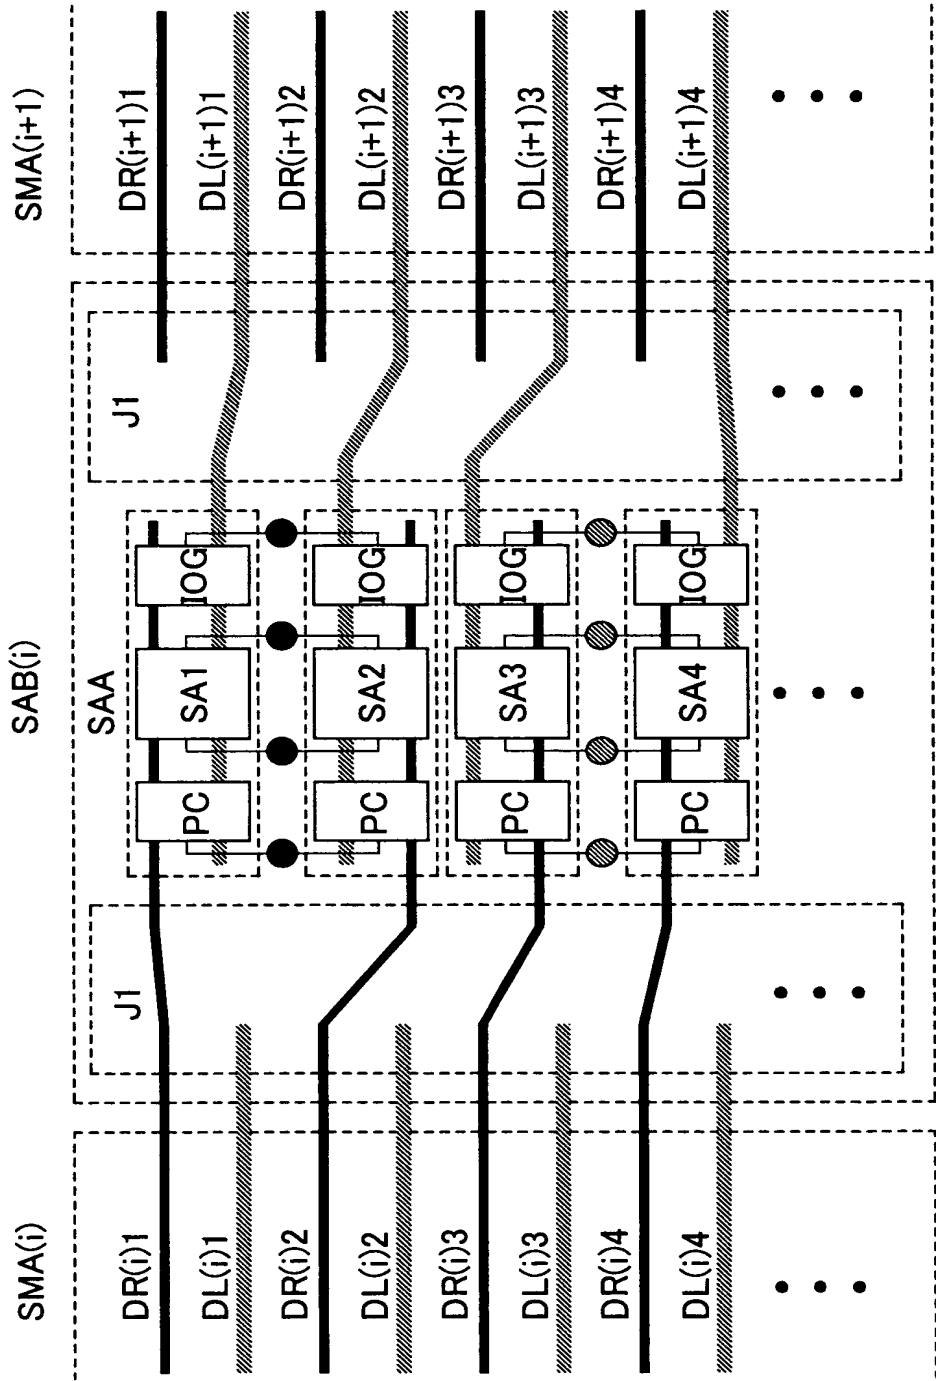 SMA(i)
SAB(i)
SMA(i+1)
J1
SAA
J1
DR(i)1
PC
SA1
IOG
DR(i+1)1
DL(i)1
DL(i+1)1
DR(i)2
PC
SA2
IOG
DR(i+1)2
DL(i)2
DL(i+1)2
DR(i)3
PC
SA3
IOG
DR(i+1)3
DL(i)3
DL(i+1)3
DR(i)4
PC
SA4
IOG
DR(i+1)4
DL(i)4
DL(i+1)4